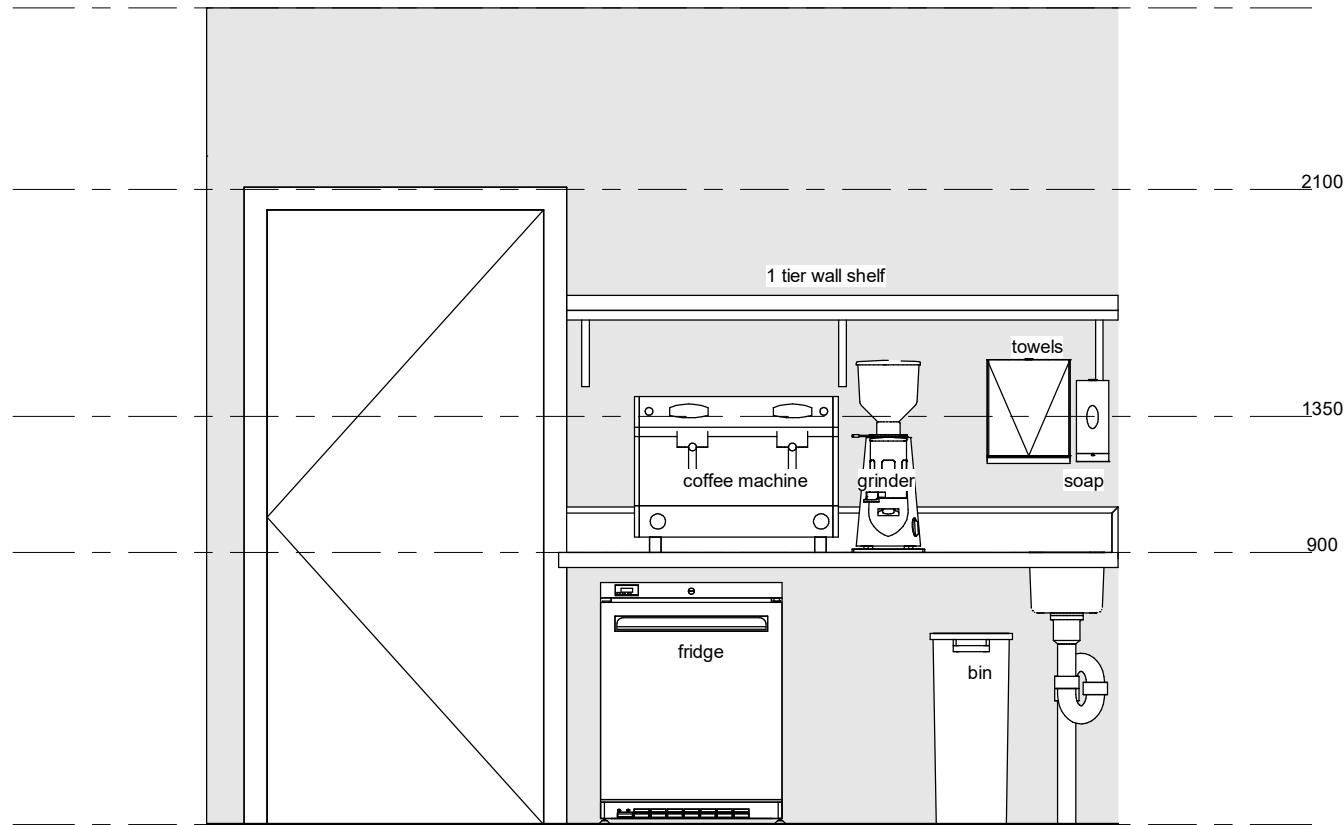 2100
1 tier wall shelf
towels
1350
coffee machine
grinder
soap
900
fridge
bin